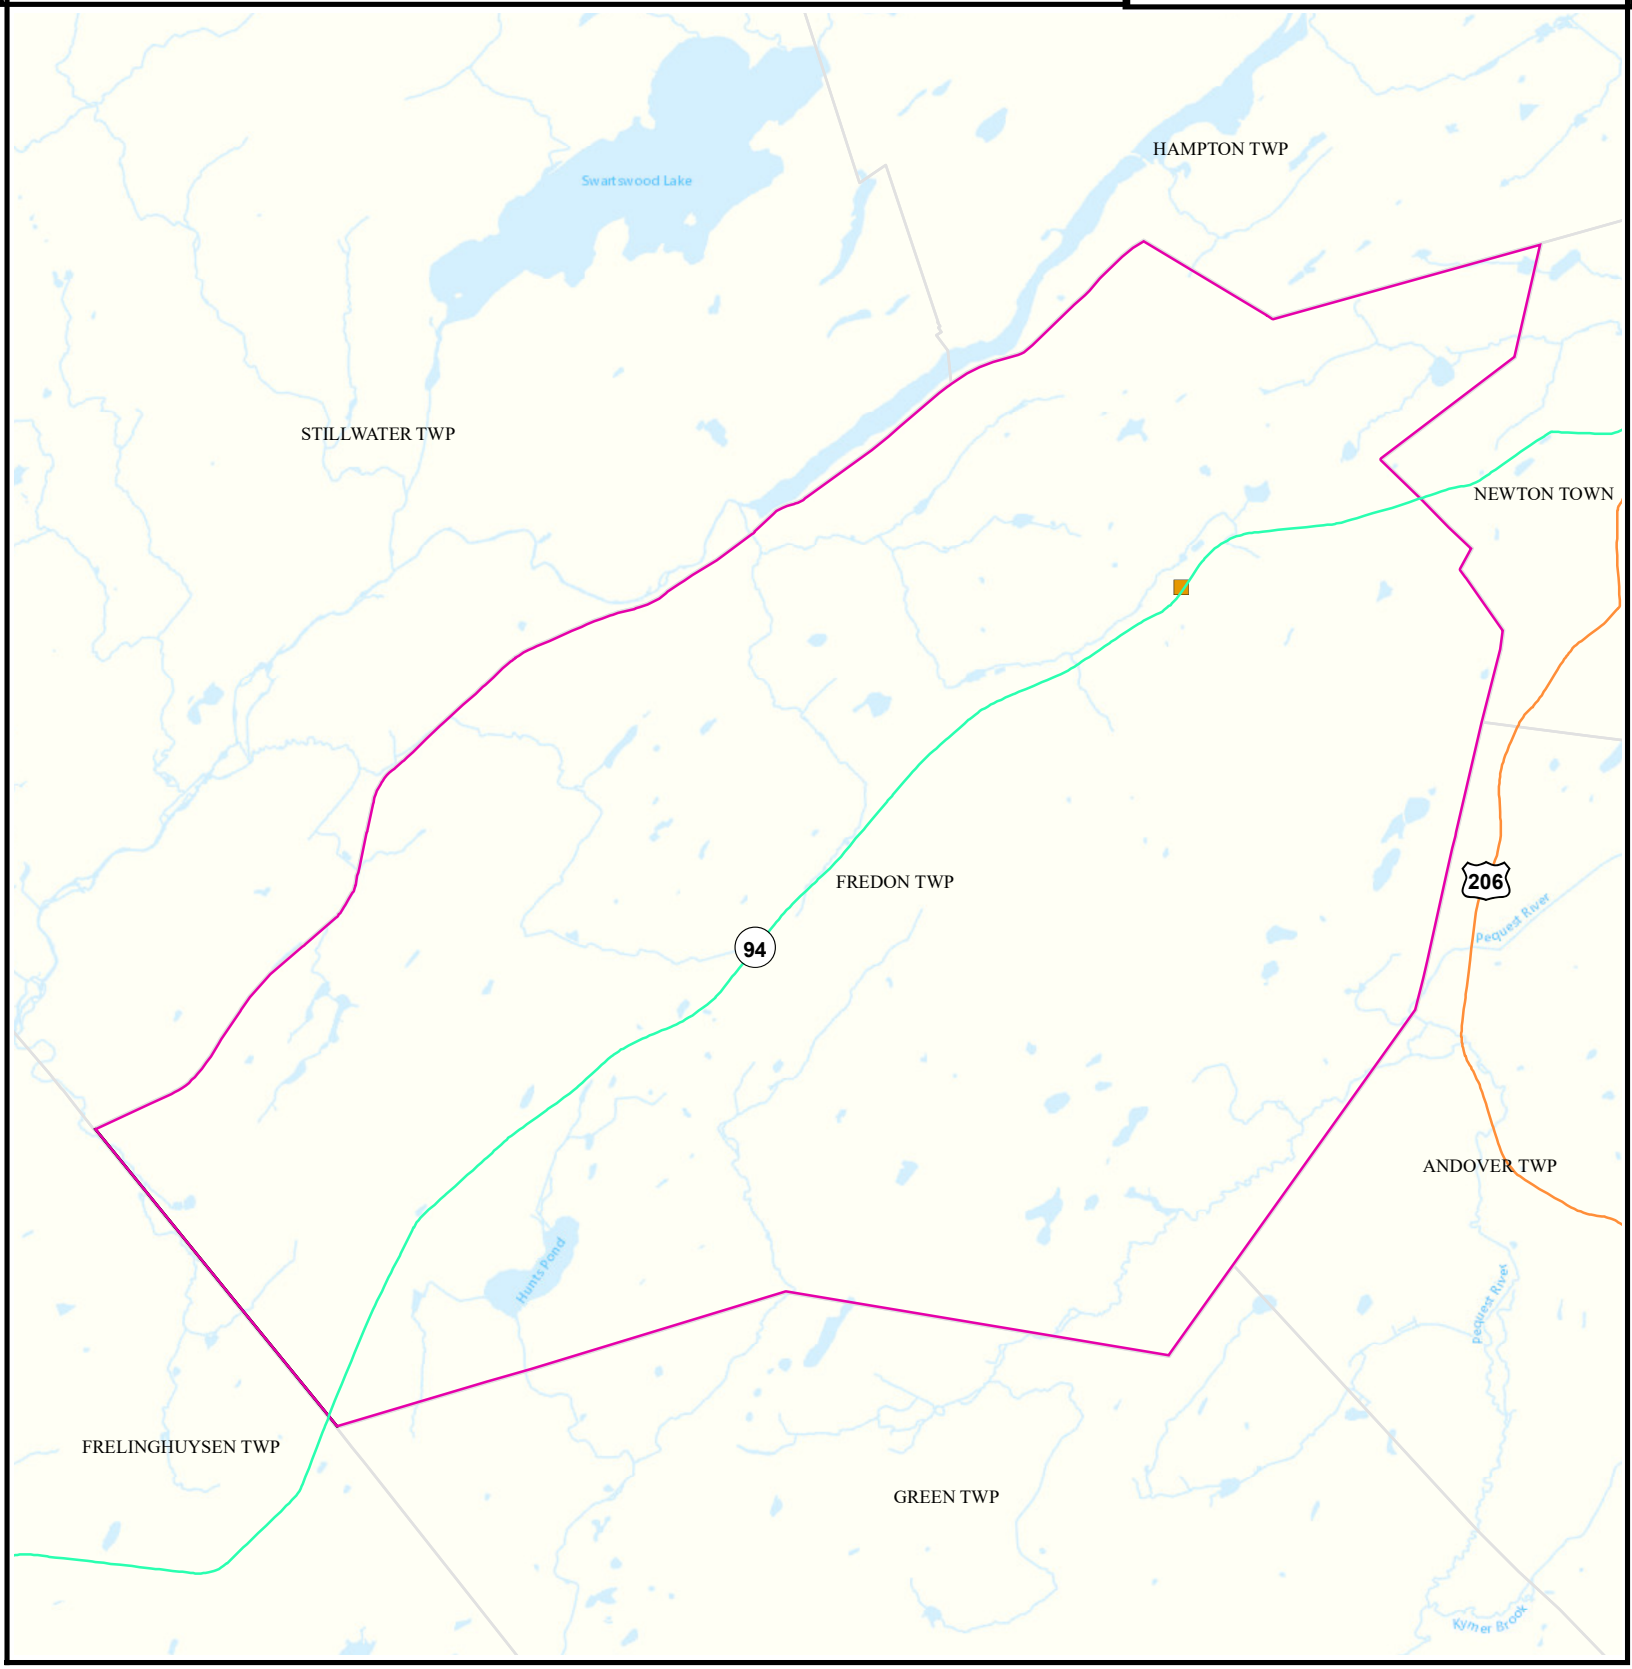 HAMPTON TWP
Swartswood Lake
STILLWATER TWP
NEWTON TOWN
FREDON TWP
206
Pequest River
94
ANDOVER TWP
Hunts Pond
Pequest River
FRELINGHUYSEN TWP
GREEN TWP
Kymer Brook